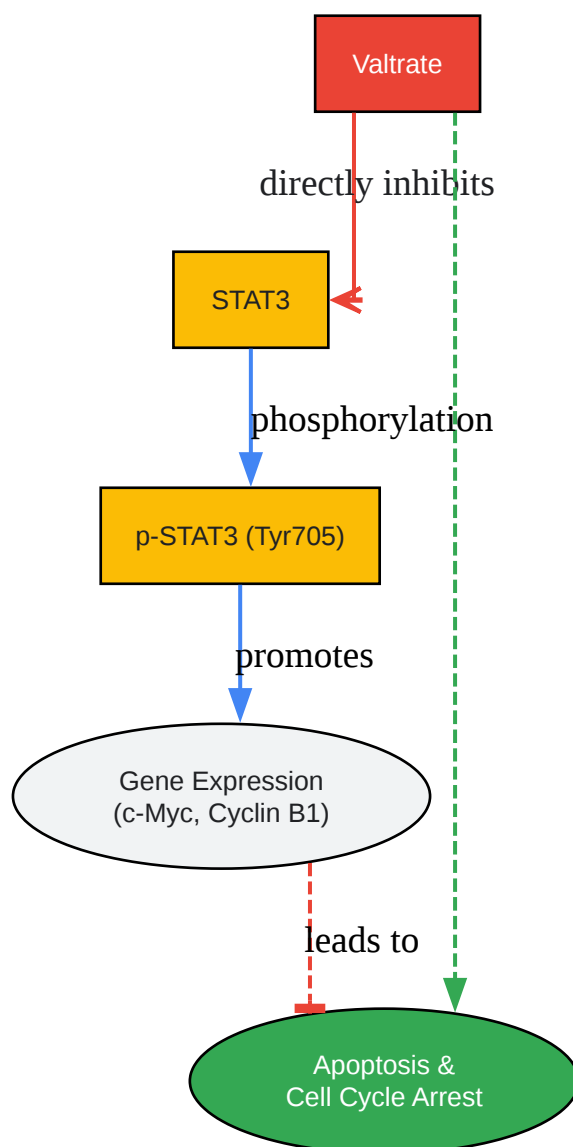 Valtrate
directly inhibits
STAT3
phosphorylation
p-STAT3 (Tyr705)
promotes
Gene Expression
(c-Myc, Cyclin B1)
leads to
Apoptosis &
Cell Cycle Arrest